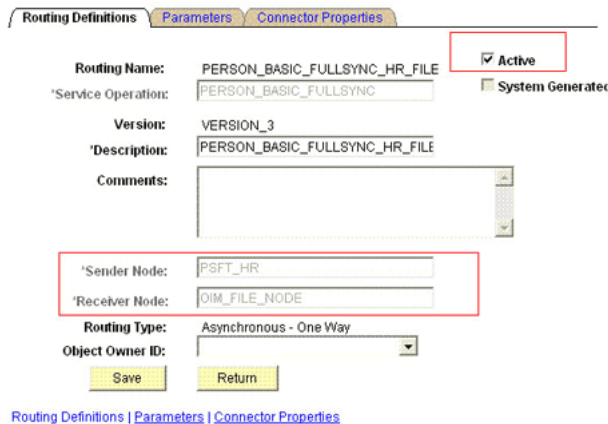 Routing Definitions Parameters Connector Properties
Routing Name: PERSON_BASIC_FULLSYNC_HR_FILE Active
*Service Operation: PERSON_BASIC_FULLSYNC System Generated
Version: VERSION_3
*Description: PERSON_BASIC_FULLSYNC_HR_FILE
Comments:
*Sender Node: PSFT_HR
*Receiver Node: OIM_FILE_NODE
Routing Type: Asynchronous - One Way
Object Owner ID:
Save Return
Routing Definitions | Parameters | Connector Properties